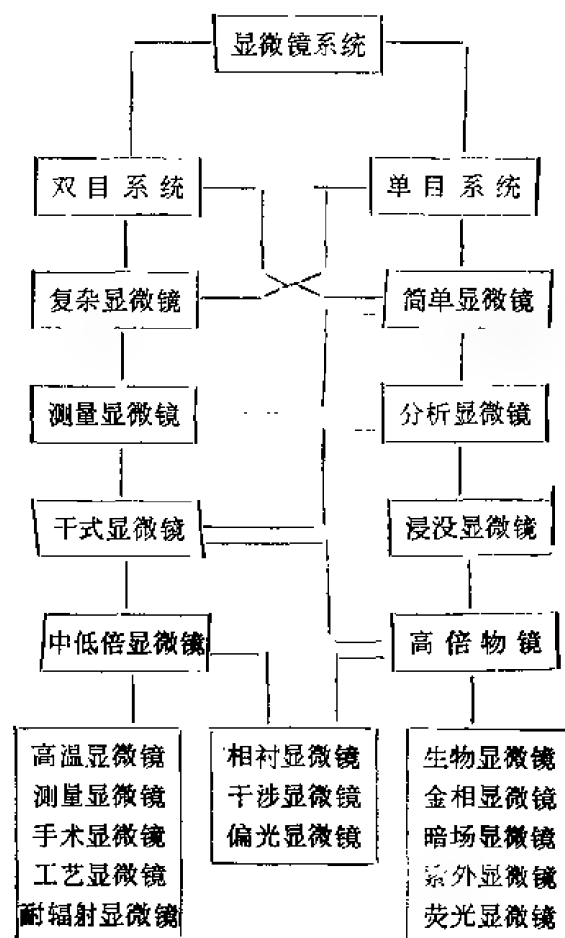 显微镜系统
双目系统
单目系统
复杂显微镜
简单显微镜
测量显微镜
分析显微镜
干式显微镜
浸没显微镜
中低倍显微镜
高倍物镜
高温显微镜
测量显微镜
手术显微镜
工艺显微镜
耐辐射显微镜
相衬显微镜
干涉显微镜
偏光显微镜
生物显微镜
金相显微镜
暗场显微镜
紫外显微镜
荧光显微镜